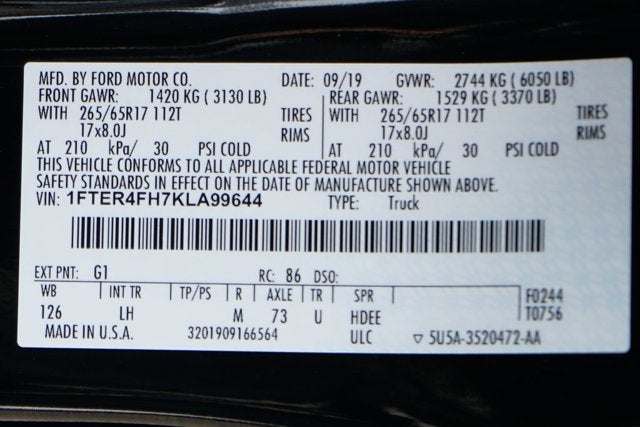 MFD. BY FORD MOTOR CO. DATE: 09/19 GVWR: 2744 KG ( 6050 LB)
FRONT GAWR: 1420 KG ( 3130 LB) REAR GAWR: 1529 KG ( 3370 LB)
WITH 265/65R17 112T TIRES WITH 265/65R17 112T TIRES
17x8.0J RIMS 17x8.0J RIMS
AT 210 kPa/ 30 PSI COLD AT 210 kPa/ 30 PSI COLD
THIS VEHICLE CONFORMS TO ALL APPLICABLE FEDERAL MOTOR VEHICLE
SAFETY STANDARDS IN EFFECT ON THE DATE OF MANUFACTURE SHOWN ABOVE.
VIN: 1FTER4FH7KLA99644 TYPE: Truck
EXT PNT: G1 RC: 86 DSO:
WB INT TR TP/PS R AXLE TR SPR F0244
126 LH M 73 U HDEE T0756
MADE IN U.S.A. 3201909166564 ULC ▽ 5U5A-3520472-AA